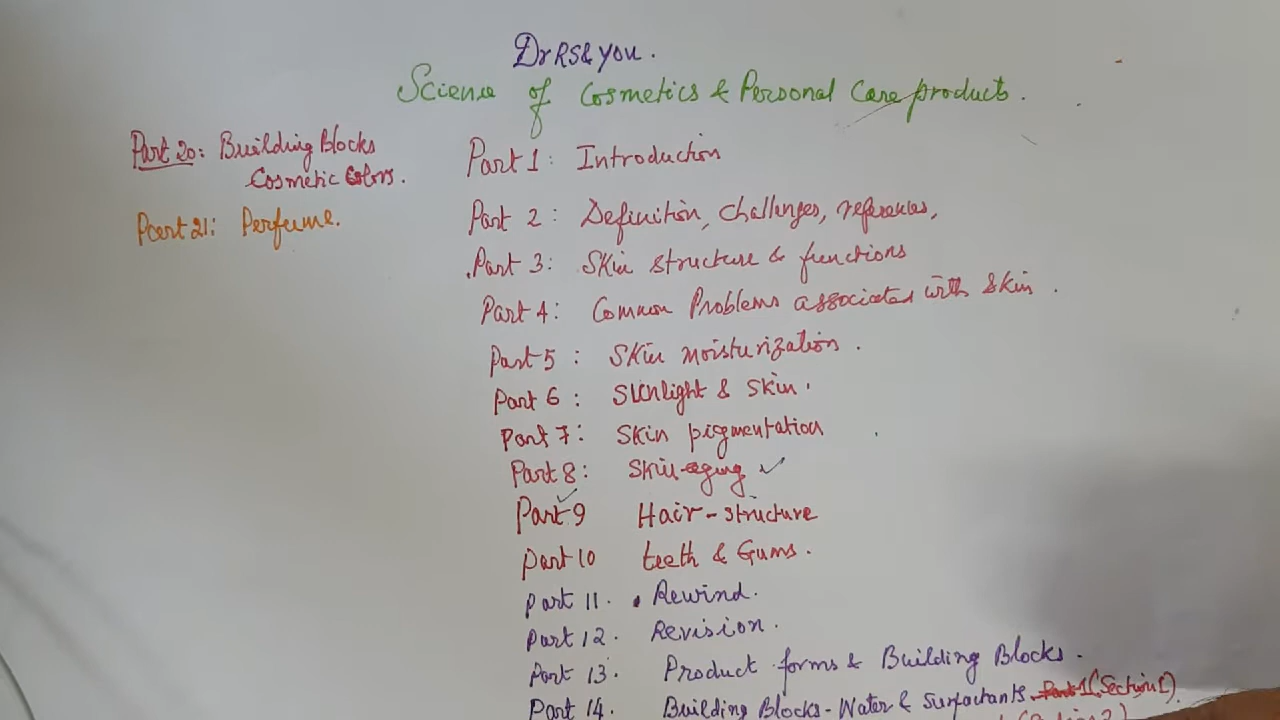 Dr RS & YOU.
Science of Cosmetics & Personal Care products.
Part 20: Building Blocks
Cosmetic Colors.
Part 21: Perfume.
Part 1: Introduction
Part 2: Definition, challenges, references,
Part 3: Skin structure & functions
Part 4: Common Problems associated with Skin.
Part 5: Skin moisturization.
Part 6: Sunlight & Skin.
Part 7: Skin pigmentation
Part 8: Skin-aging ✓
Part 9 Hair-structure
Part 10 teeth & Gums.
Part 11. Rewind.
Part 12. Revision.
Part 13. Product forms & Building Blocks.
Part 14. Building Blocks - Water & Surfactants (Section 1).